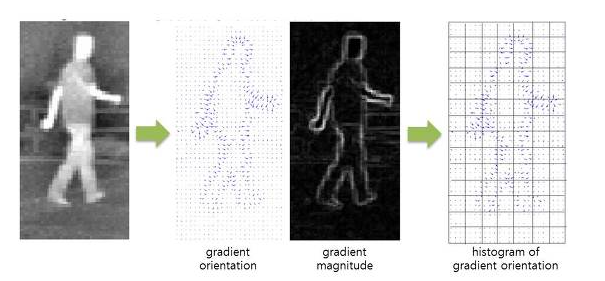 gradient
orientation
gradient
magnitude
histogram of
gradient orientation